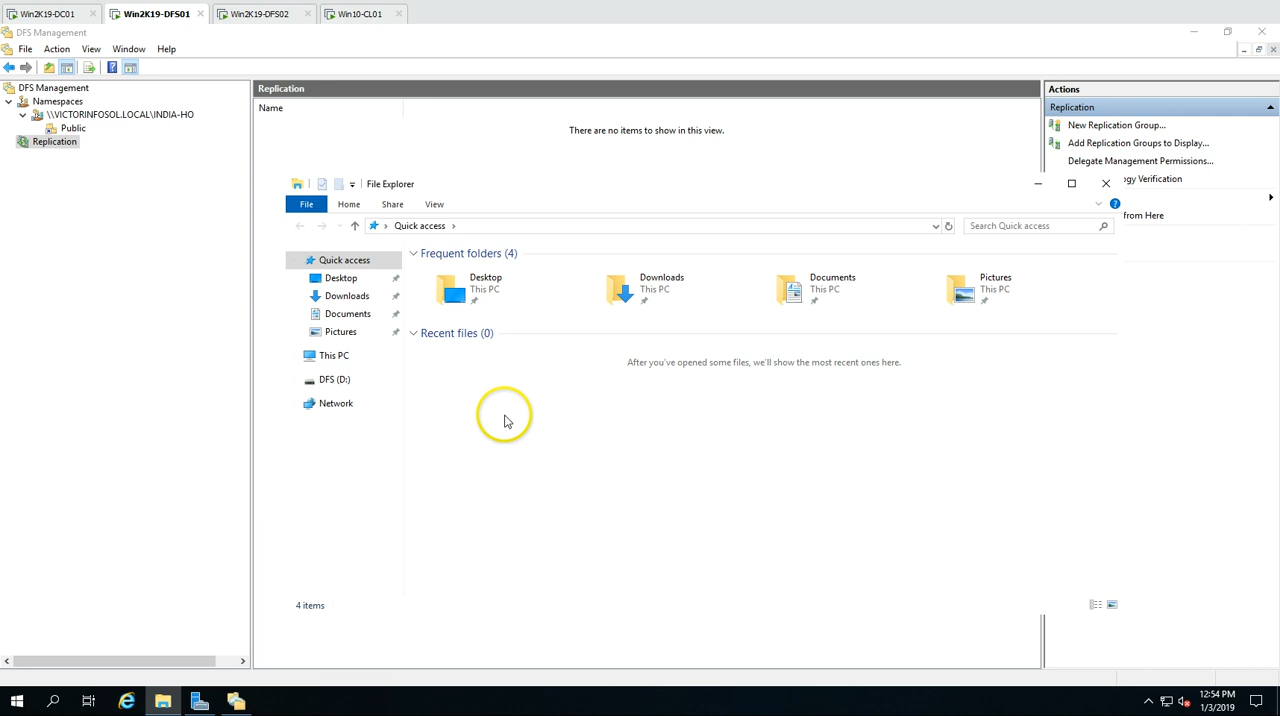 Win2K19-DC01
Win2K19-DFS01
Win2K19-DFS02
Win10-CL01
DFS Management
File Action View Window Help
DFS Management
Namespaces
\\VICTORINFOSOL.LOCAL\INDIA-HO
Public
Replication
Replication
Name
There are no items to show in this view.
Actions
Replication
New Replication Group...
Add Replication Groups to Display...
Delegate Management Permissions...
ogy Verification
from Here
File Explorer
File Home Share View
Quick access
Search Quick access
Quick access
Desktop
Downloads
Documents
Pictures
This PC
DFS (D:)
Network
Frequent folders (4)
Desktop
This PC
Downloads
This PC
Documents
This PC
Pictures
This PC
Recent files (0)
After you've opened some files, we'll show the most recent ones here.
4 items
12:54 PM
1/3/2019